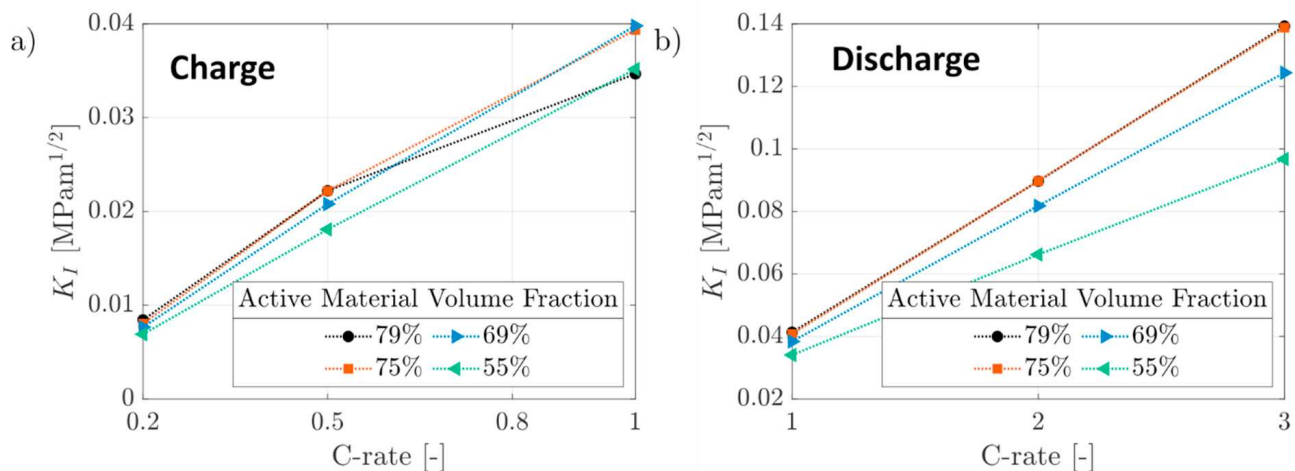 a)
Charge
0.04
0.03
0.02
0.01
0
K_I [MPam^{1/2}]
Active Material Volume Fraction
79% 69%
75% 55%
0.2 0.5 0.8 1
C-rate [-]
b)
Discharge
0.14
0.12
0.1
0.08
0.06
0.04
0.02
K_I [MPam^{1/2}]
Active Material Volume Fraction
79% 69%
75% 55%
1 2 3
C-rate [-]